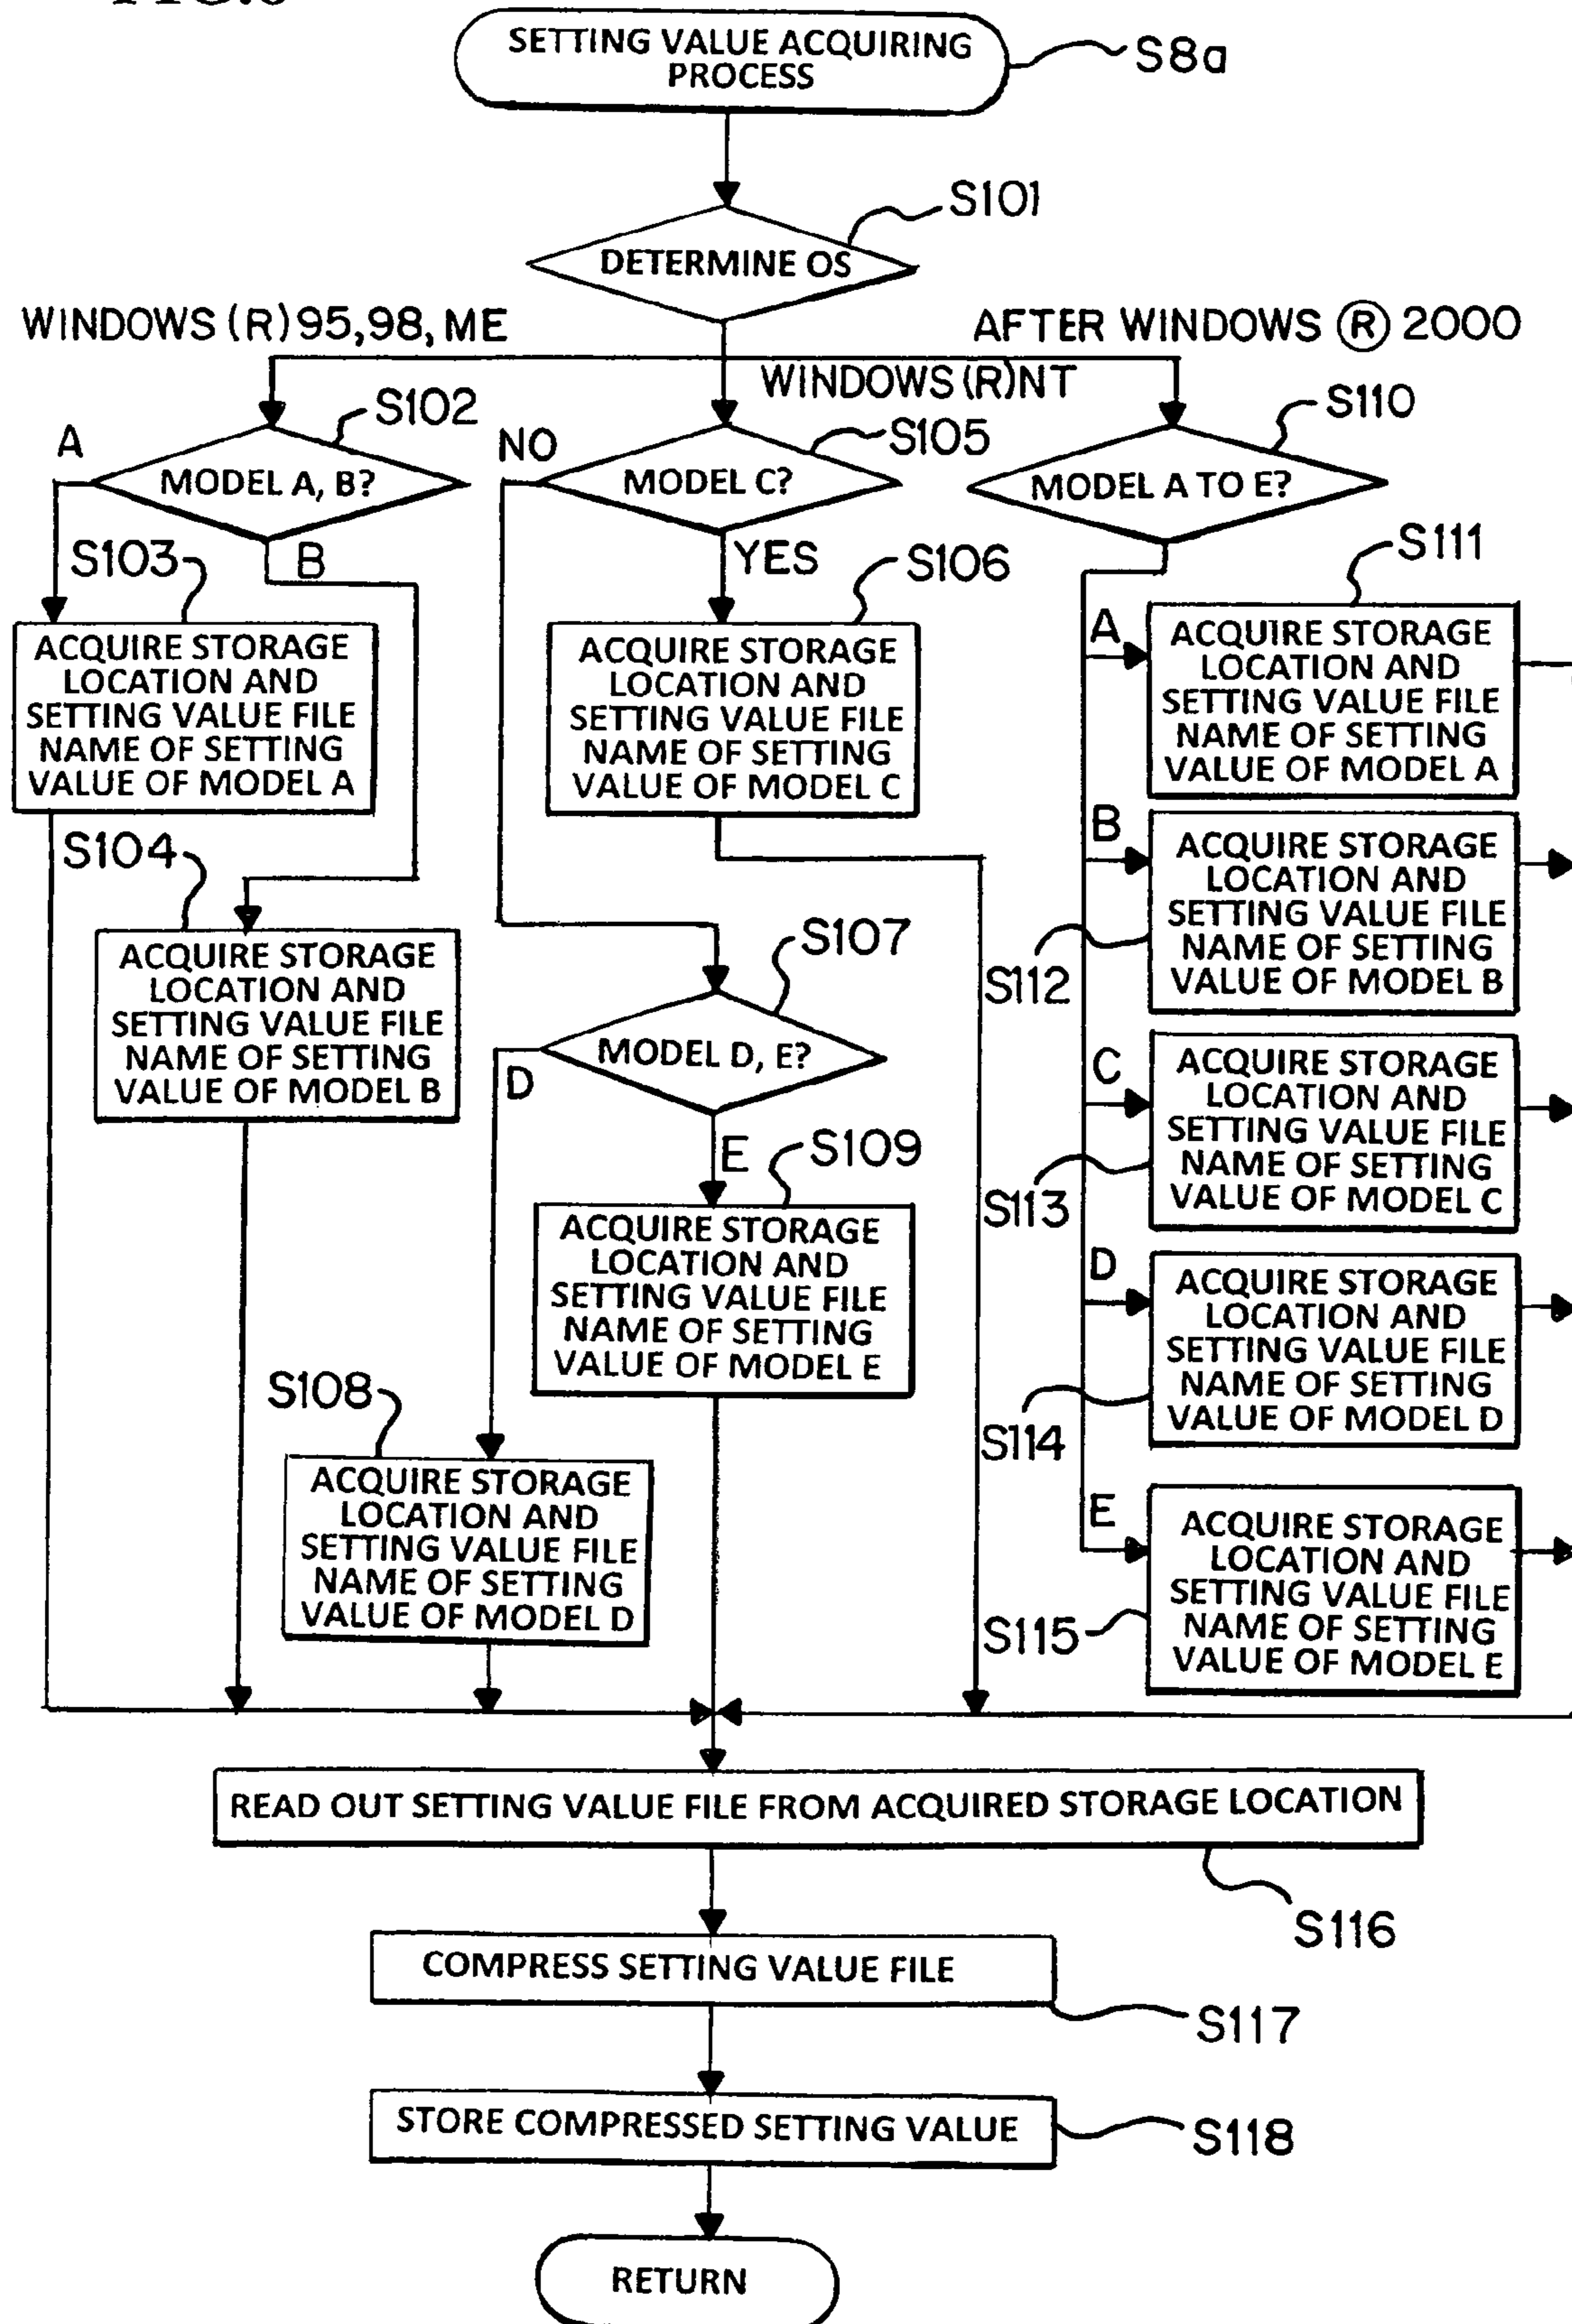 SETTING VALUE ACQUIRING
PROCESS
S8a
S101
DETERMINE OS
WINDOWS (R) 95,98, ME
AFTER WINDOWS Ⓡ 2000
WINDOWS(R)NT
S102
A
MODEL A, B?
B
S105
NO
MODEL C?
YES
S110
MODEL A TO E?
S103
ACQUIRE STORAGE
LOCATION AND
SETTING VALUE FILE
NAME OF SETTING
VALUE OF MODEL A
S106
ACQUIRE STORAGE
LOCATION AND
SETTING VALUE FILE
NAME OF SETTING
VALUE OF MODEL C
S111
A
ACQUIRE STORAGE
LOCATION AND
SETTING VALUE FILE
NAME OF SETTING
VALUE OF MODEL A
S104
ACQUIRE STORAGE
LOCATION AND
SETTING VALUE FILE
NAME OF SETTING
VALUE OF MODEL B
B
ACQUIRE STORAGE
LOCATION AND
SETTING VALUE FILE
NAME OF SETTING
VALUE OF MODEL B
S112
S107
MODEL D, E?
D
E
C
ACQUIRE STORAGE
LOCATION AND
SETTING VALUE FILE
NAME OF SETTING
VALUE OF MODEL C
S113
S109
ACQUIRE STORAGE
LOCATION AND
SETTING VALUE FILE
NAME OF SETTING
VALUE OF MODEL E
D
ACQUIRE STORAGE
LOCATION AND
SETTING VALUE FILE
NAME OF SETTING
VALUE OF MODEL D
S114
S108
ACQUIRE STORAGE
LOCATION AND
SETTING VALUE FILE
NAME OF SETTING
VALUE OF MODEL D
E
ACQUIRE STORAGE
LOCATION AND
SETTING VALUE FILE
NAME OF SETTING
VALUE OF MODEL E
S115
READ OUT SETTING VALUE FILE FROM ACQUIRED STORAGE LOCATION
S116
COMPRESS SETTING VALUE FILE
S117
STORE COMPRESSED SETTING VALUE
S118
RETURN